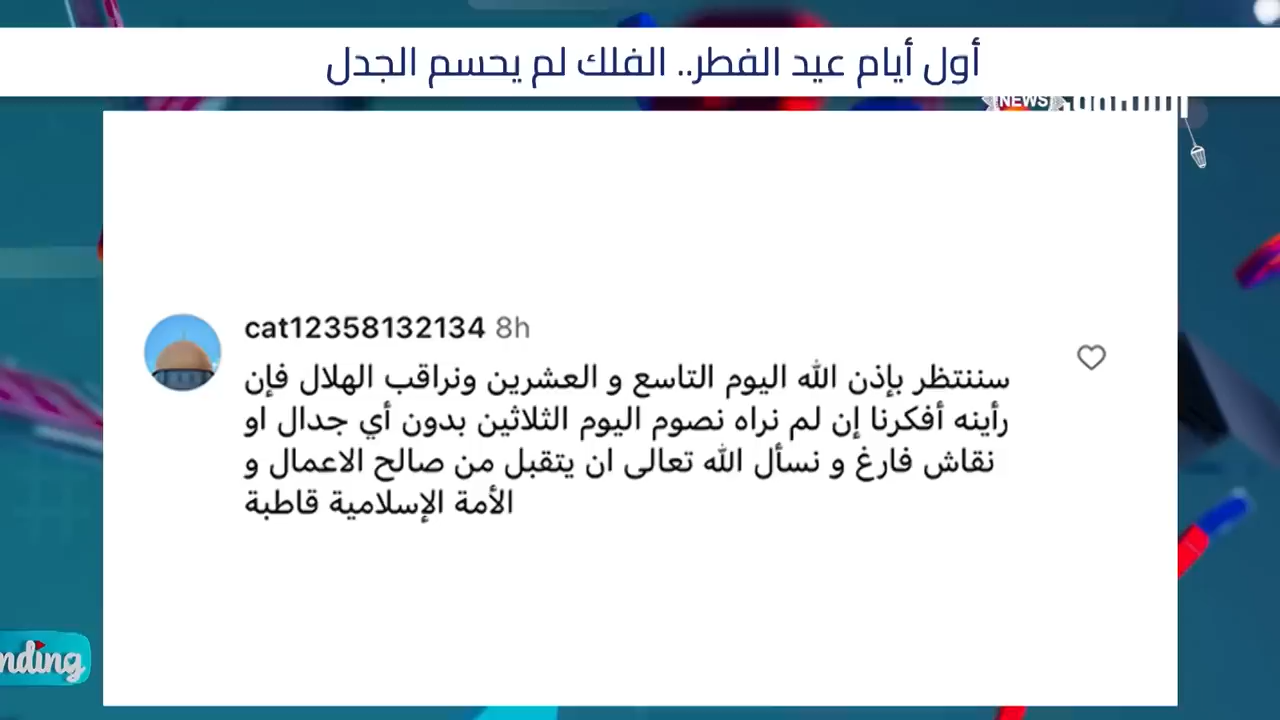 أول أيام عيد الفطر.. الفلك لم يحسم الجدل
NEWS
cat12358132134 8h
سننتظر بإذن الله اليوم التاسع و العشرين ونراقب الهلال فإن
رأينه أفكرنا إن لم نراه نصوم اليوم الثلاثين بدون أي جدال او
نقاش فارغ و نسأل الله تعالى ان يتقبل من صالح الاعمال و
الأمة الإسلامية قاطبة
nding